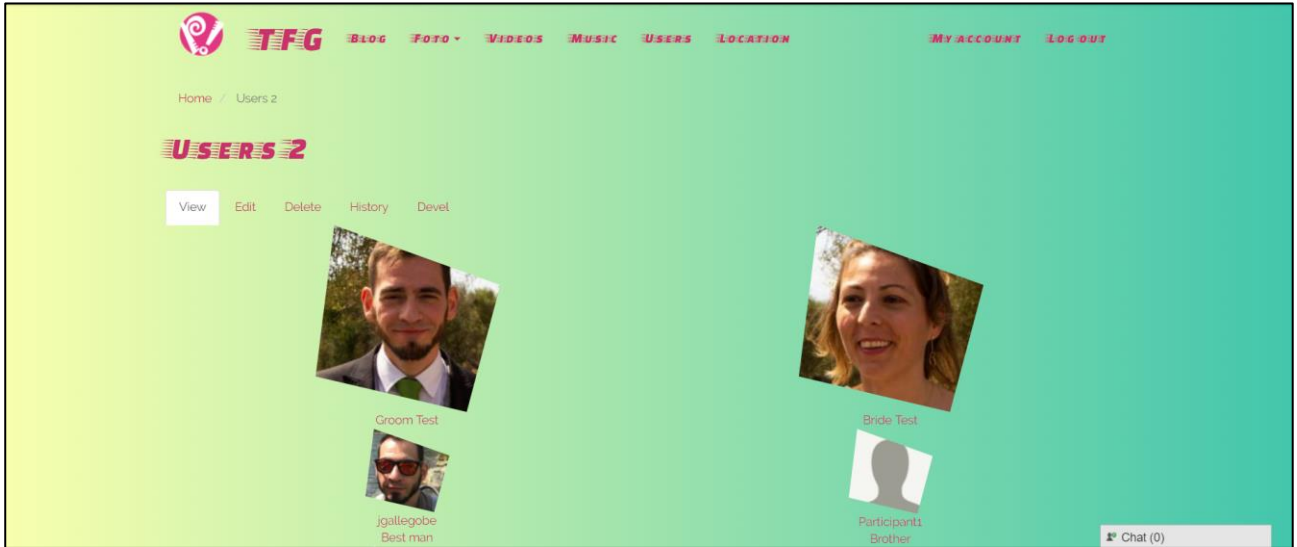 TFG Blog Foto Videos Music Users Location My account Log out
Home / Users 2
Users 2
View Edit Delete History Devel
Groom Test
Bride Test
jgallegobe
Best man
Participant1
Brother
Chat (0)